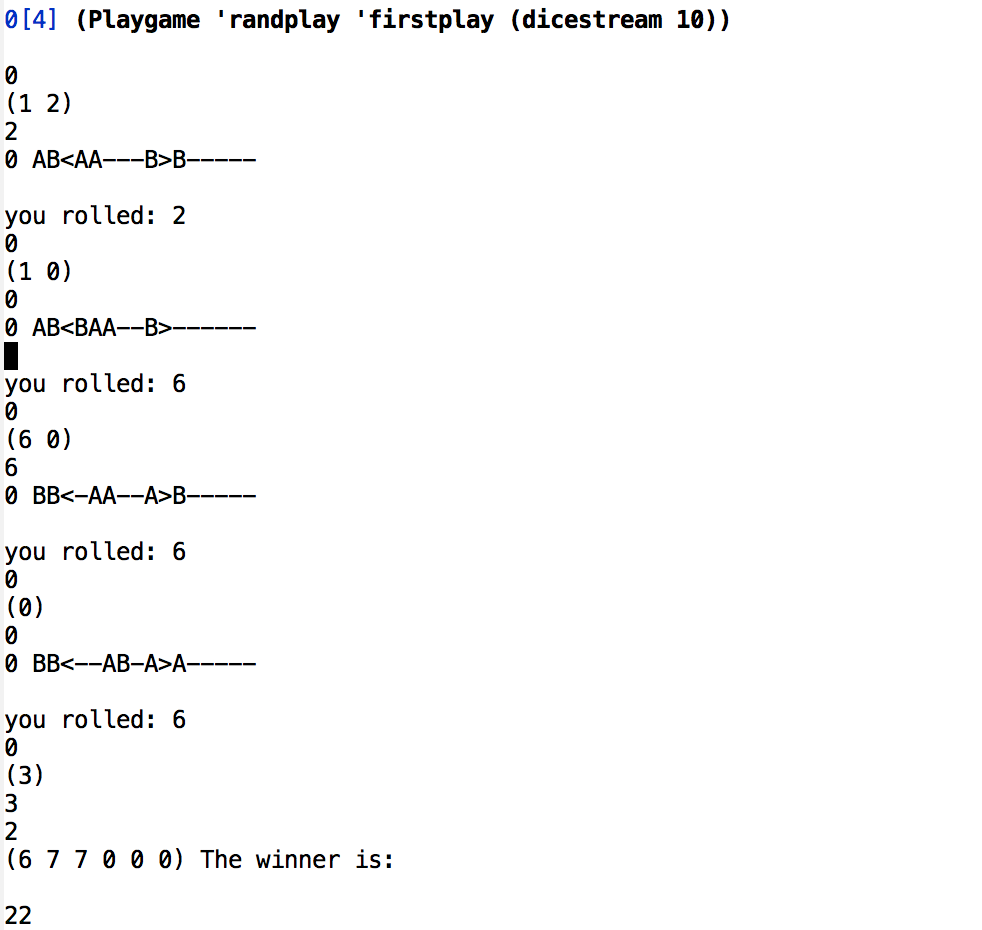 0[4] (Playgame 'randplay 'firstplay (dicestream 10))
0
(1 2)
2
0 AB<AA---B>B-----
you rolled: 2
0
(1 0)
0
0 AB<BAA--B>------
you rolled: 6
0
(6 0)
6
0 BB<-AA--A>B-----
you rolled: 6
0
(0)
0
0 BB<--AB-A>A-----
you rolled: 6
0
(3)
3
2
(6 7 7 0 0 0) The winner is:
22